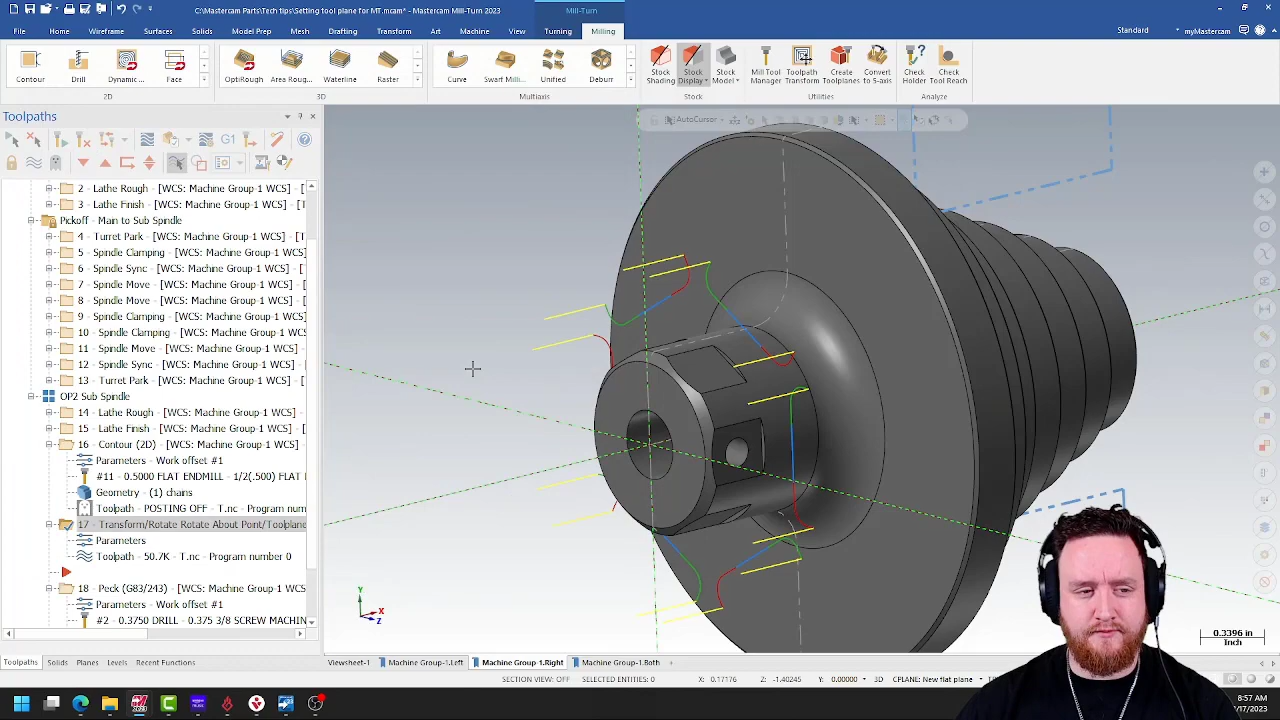 C:\Mastercam Parts\Tech tips\Setting tool plane for MT.mcam* - Mastercam Mill-Turn 2023
Mill-Turn
File Home Wireframe Surfaces Solids Model Prep Mesh Drafting Transform Art Machine View Turning Milling
Standard myMastercam
Contour Drill Dynamic... Face
OptiRough Area Roug... Waterline Raster
Curve Swarf Milli... Unified Deburr
Stock Shading Stock Display Stock Model
Mill Tool Manager Toolpath Transform Create Toolplanes Convert to 5-axis
Check Holder Check Tool Reach
2D 3D Multiaxis Stock Utilities Analyze
Toolpaths
G1
AutoCursor
2 - Lathe Rough - [WCS: Machine Group-1 WCS] - [T
3 - Lathe Finish - [WCS: Machine Group-1 WCS] - [T
Pickoff - Main to Sub Spindle
4 - Turret Park - [WCS: Machine Group-1 WCS] - [T
5 - Spindle Clamping - [WCS: Machine Group-1 WCS
6 - Spindle Sync - [WCS: Machine Group-1 WCS] - [
7 - Spindle Move - [WCS: Machine Group-1 WCS] -
8 - Spindle Clamping - [WCS: Machine Group-1 WCS
9 - Spindle Move - [WCS: Machine Group-1 WCS] -
10 - Spindle Clamping - [WCS: Machine Group-1 WC
11 - Spindle Move - [WCS: Machine Group-1 WCS]
12 - Spindle Sync - [WCS: Machine Group-1 WCS] -
13 - Turret Park - [WCS: Machine Group-1 WCS] - [T
OP2 Sub Spindle
14 - Lathe Rough - [WCS: Machine Group-1 WCS] -
15 - Lathe Finish - [WCS: Machine Group-1 WCS] - [
16 - Contour (2D) - [WCS: Machine Group-1 WCS] -
Parameters - Work offset #1
#11 - 0.5000 FLAT ENDMILL - 1/2(0.500) FLAT E
Geometry - (1) chans
Toolpath - POSTING OFF - T.nc - Program num
17 - Transform/Rotate Rotate About Point/Toolplane
Parameters
Toolpath - 50.7K - T.nc - Program number 0
18 - Peck (G83/243) - [WCS: Machine Group-1 WCS]
Parameters - Work offset #1
#2 - 0.3750 DRILL - 0.375 3/8 SCREW MACHINE
Y
X
Z
0.3396 in
Inch
Toolpaths Solids Planes Levels Recent Functions
Viewsheet-1 Machine Group-1.Left Machine Group-1.Right Machine Group-1.Both +
SECTION VIEW: OFF SELECTED ENTITIES: 0 X: 0.17176 Z: -1.40245 Y: 0.00000 3D CPLANE: New flat plane
8:57 AM
/17/2023